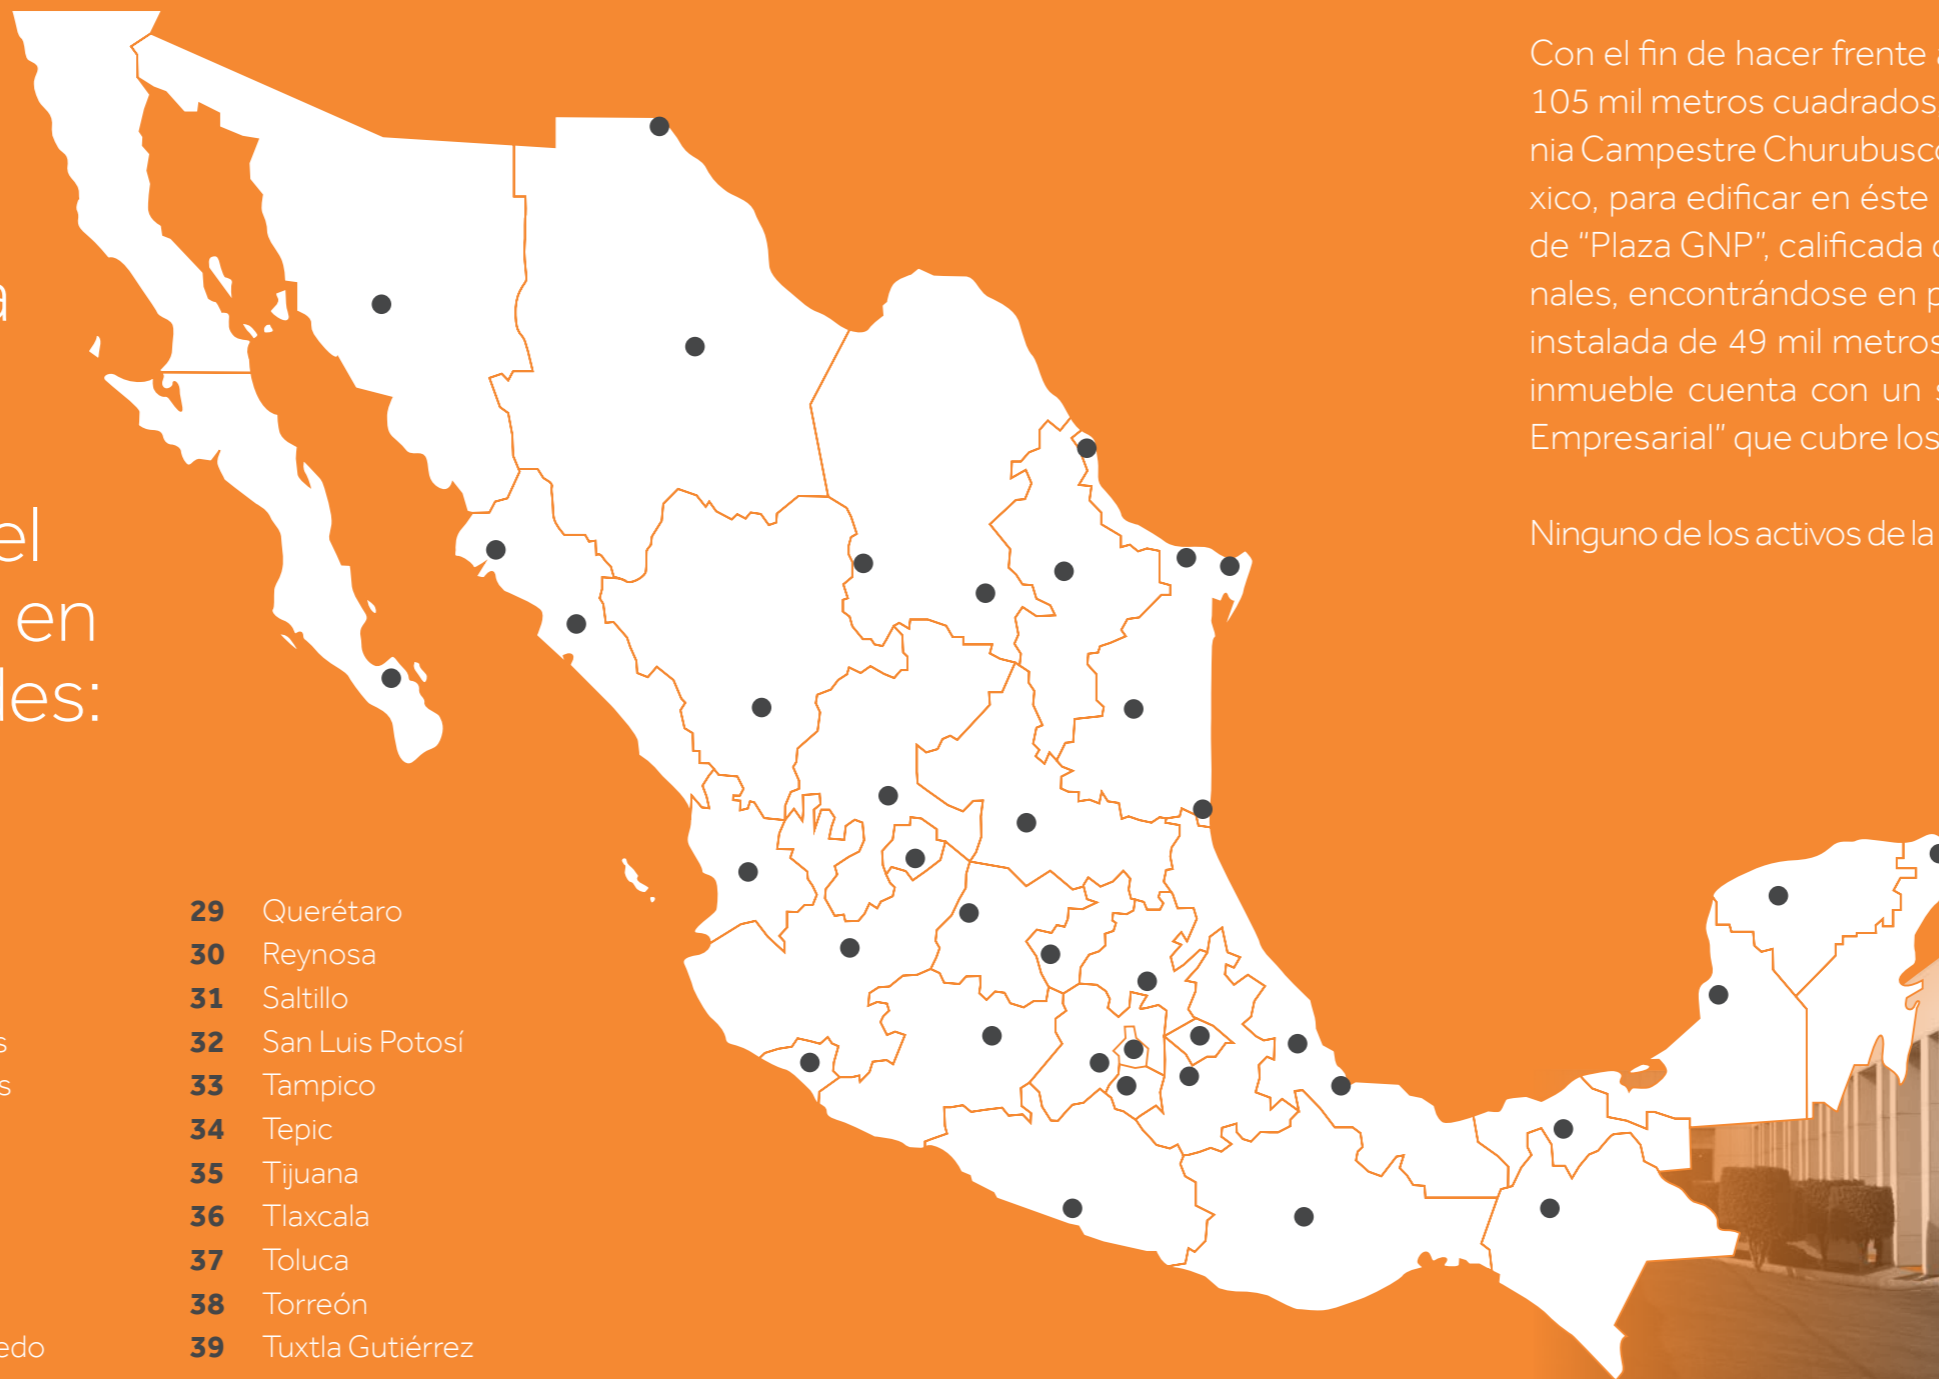 a
el
en
les:
s
s
edo
29 Querétaro
30 Reynosa
31 Saltillo
32 San Luis Potosí
33 Tampico
34 Tepic
35 Tijuana
36 Tlaxcala
37 Toluca
38 Torreón
39 Tuxtla Gutiérrez
Con el fin de hacer frente a
105 mil metros cuadrados
nia Campestre Churubusco
xico, para edificar en éste
de “Plaza GNP”, calificada
nales, encontrándose en p
instalada de 49 mil metros
inmueble cuenta con un s
Empresarial” que cubre los
Ninguno de los activos de la